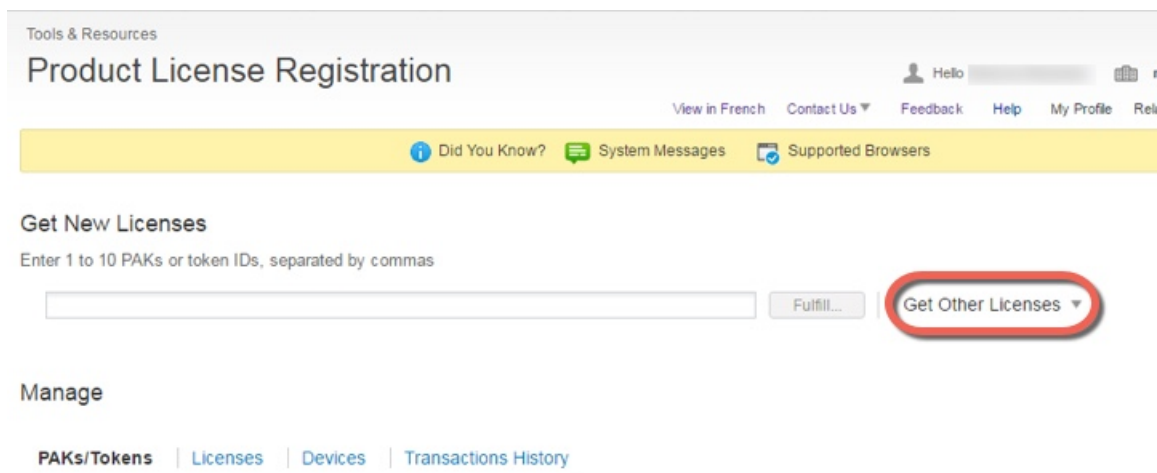 Tools & Resources
Product License Registration
Hello
View in French Contact Us Feedback Help My Profile
Did You Know? System Messages Supported Browsers
Get New Licenses
Enter 1 to 10 PAKs or token IDs, separated by commas
Fulfill... Get Other Licenses
Manage
PAKs/Tokens Licenses Devices Transactions History